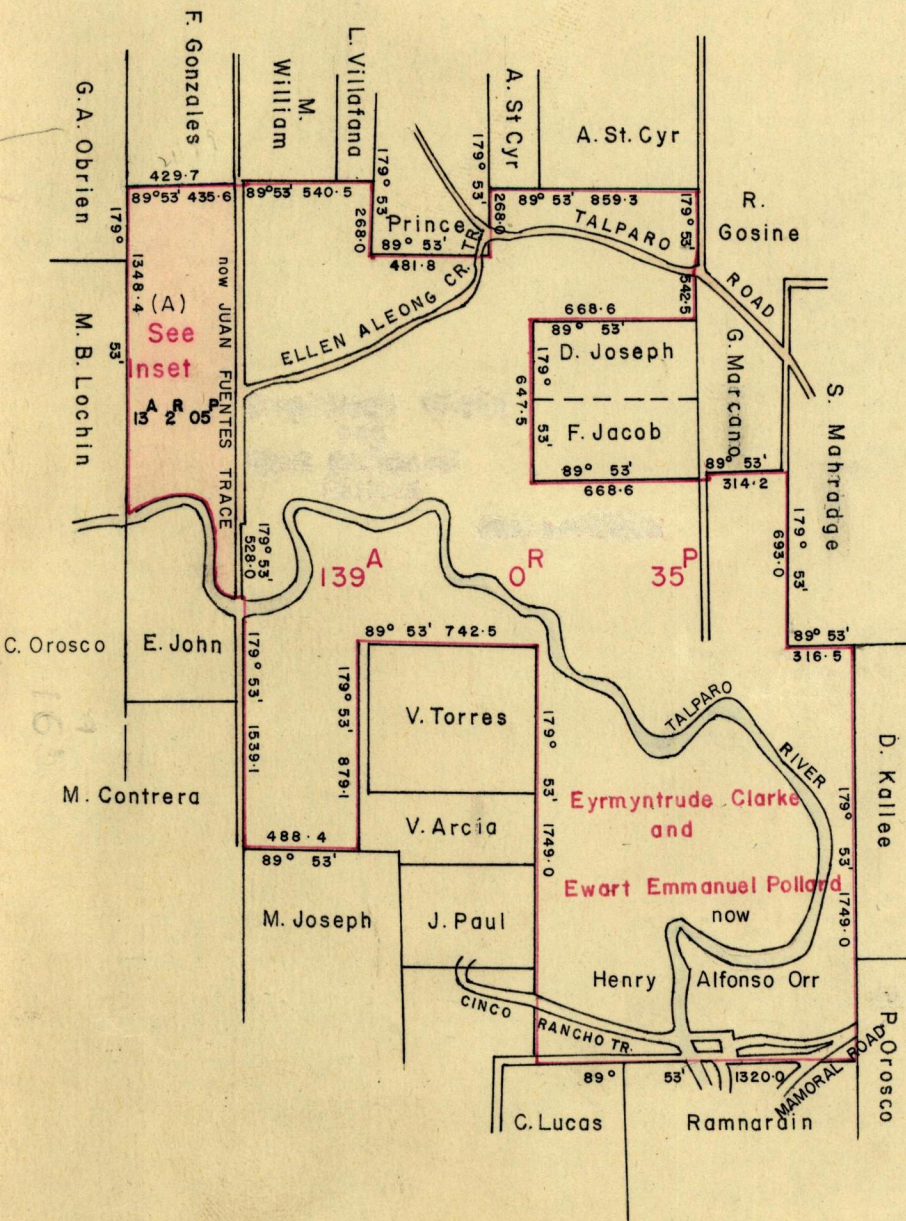 F. Gonzales
G. A. Obrien
M. William
L. Villafana
A. St Cyr
A. St. Cyr
R. Gosine
429.7
89°53' 435.6
89°53' 540.5
179° 53'
268.0
Prince
89° 53'
481.8
179° 53'
268.0
89° 53' 859.3
179° 53'
542.5
TALPARO ROAD
ELLEN ALEONG CR. TR.
179° 53'
1348.4
(A)
See
Inset
13A 2R 05P
now JUAN FUENTES TRACE
M. B. Lochin
668.6
89° 53'
D. Joseph
179° 53'
647.5
F. Jacob
89° 53'
668.6
G. Marcano
89° 53'
314.2
S. Mahradge
179° 53'
693.0
179° 53'
528.0
139A 0R 35P
C. Orosco
E. John
89° 53' 742.5
89° 53'
316.5
179° 53' 1539.1
179° 53' 879.1
V. Torres
179° 53' 1749.0
TALPARO RIVER
D. Kallee
M. Contrera
Eyrmyntrude Clarke
and
Ewart Emmanuel Pollard
now
Henry Alfonso Orr
179° 53' 1749.0
V. Arcia
488.4
89° 53'
M. Joseph
J. Paul
CINCO RANCHO TR.
P. Orosco
MAMORAL ROAD
89° 53' 1320.0
C. Lucas
Ramnarain